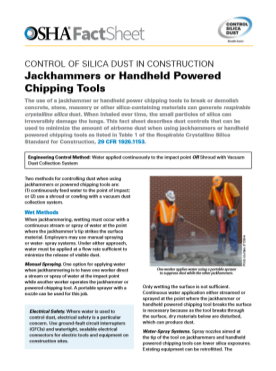 OSHA® FactSheet
CONTROL SILICA DUST
CONTROL OF SILICA DUST IN CONSTRUCTION
Jackhammers or Handheld Powered
Chipping Tools
The use of a jackhammer or handheld power chipping tools to break or demolish
concrete, stone, masonry or other silica-containing materials can generate respirable
crystalline silica dust. When inhaled over time, the small particles of silica can
irreversibly damage the lungs. This fact sheet describes dust controls that can be
used to minimize the amount of airborne dust when using jackhammers or handheld
powered chipping tools as listed in Table 1 of the Respirable Crystalline Silica
Standard for Construction, 29 CFR 1926.1153.
Engineering Control Method: Water applied continuously to the impact point OR Shroud with Vacuum
Dust Collection System
Two methods for controlling dust when using
jackhammers or powered chipping tools are:
(1) continuously feed water to the point of impact;
or (2) use a shroud or cowling with a vacuum dust
collection system.
Wet Methods
When jackhammering, wetting must occur with a
continuous stream or spray of water at the point
where the jackhammer's tip strikes the surface
material. Employers may use manual spraying
or water-spray systems. Under either approach,
water must be applied at a flow rate sufficient to
minimize the release of visible dust.
Manual Spraying. One option for applying water
when jackhammering is to have one worker direct
a stream or spray of water at the impact point
while another worker operates the jackhammer or
powered chipping tool. A portable sprayer with a
nozzle can be used for this job.
Electrical Safety. Where water is used to
control dust, electrical safety is a particular
concern. Use ground-fault circuit interrupters
(GFCIs) and watertight, sealable electrical
connectors for electric tools and equipment on
construction sites.
One worker applies water using a portable sprayer
to suppress dust while the other jackhammers.
Only wetting the surface is not sufficient.
Continuous water application either streamed or
sprayed at the point where the jackhammer or
handheld powered chipping tool breaks the surface
is necessary because as the tool breaks through
the surface, dry materials below are disturbed,
which can produce dust.
Water-Spray Systems. Spray nozzles aimed at
the tip of the tool on jackhammers and handheld
powered chipping tools can lower silica exposures.
Existing equipment can be retrofitted. The